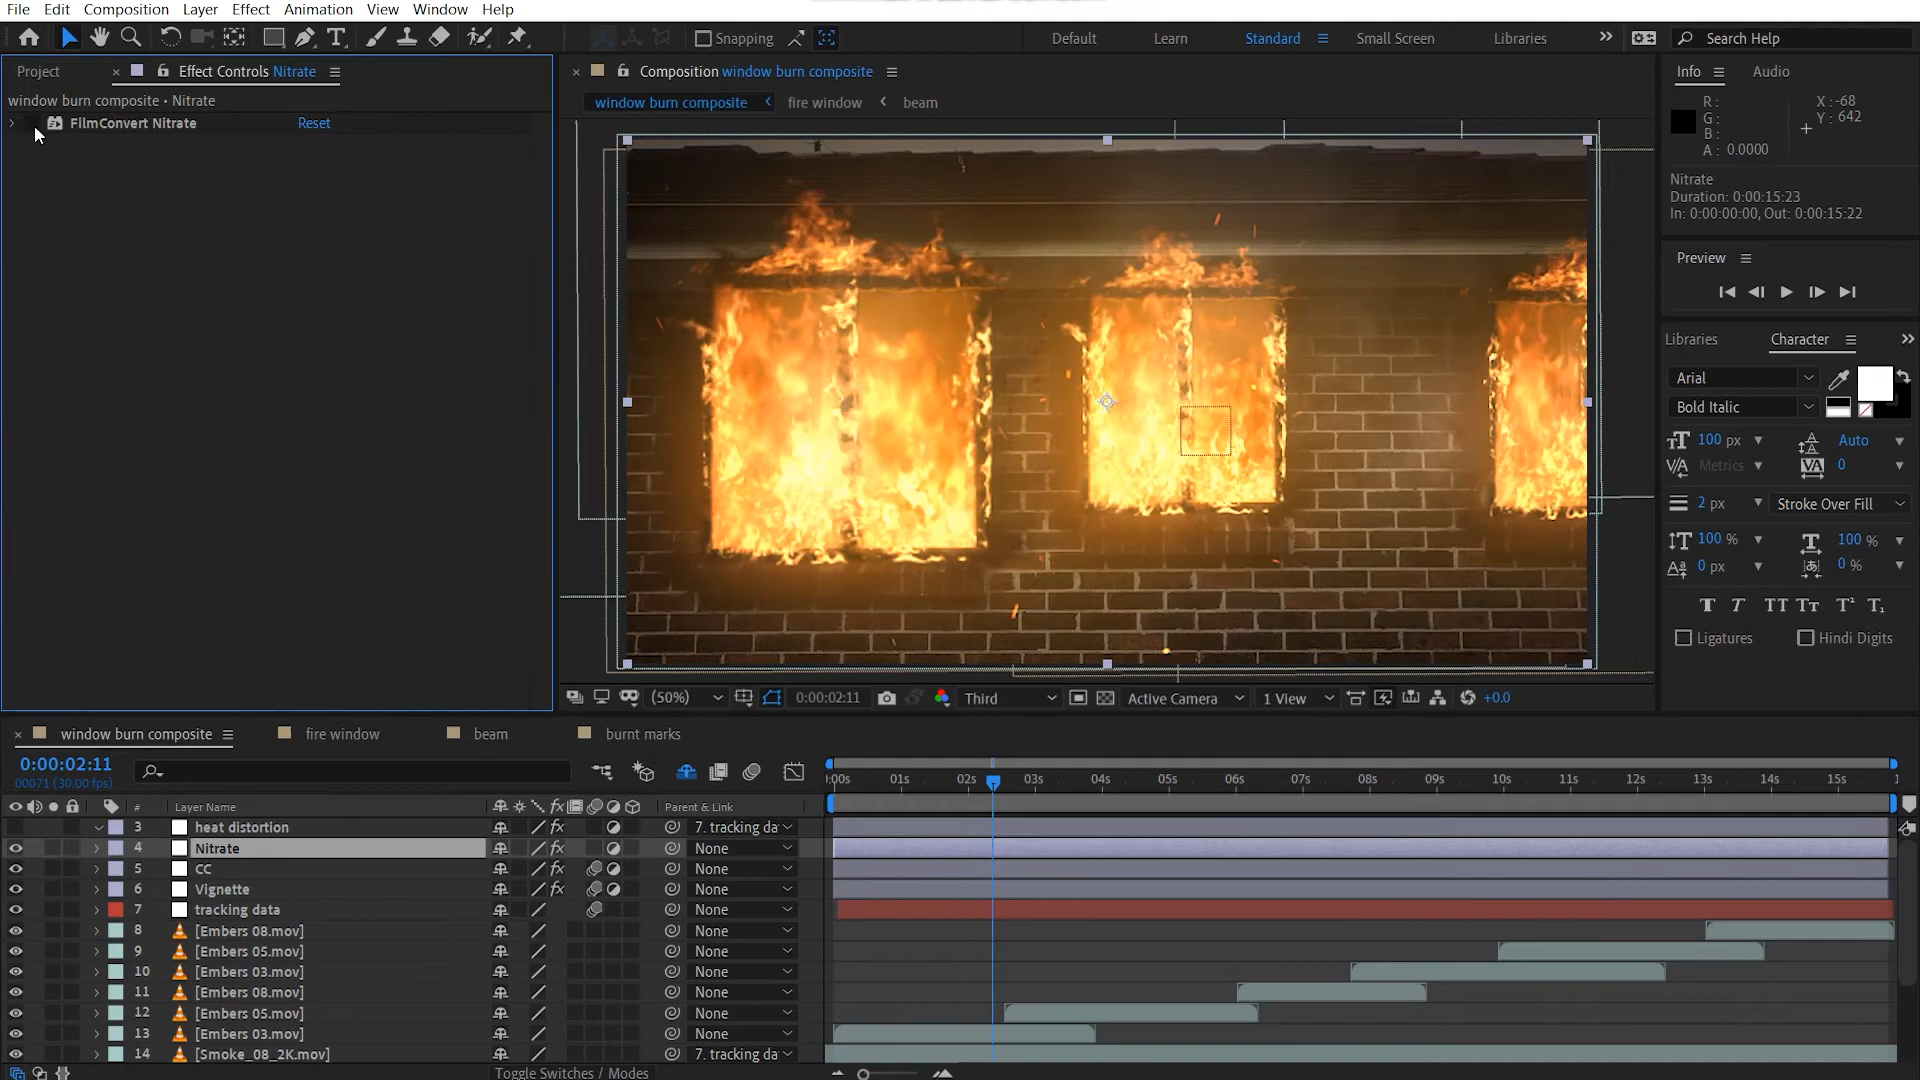 File Edit Composition Layer Effect Animation View Window Help
Snapping Default Learn Standard Small Screen Libraries Search Help
Project Effect Controls Nitrate
window burn composite • Nitrate
FilmConvert Nitrate Reset
Composition window burn composite
window burn composite fire window beam
Info Audio
R: X: -68
G: Y: 642
B:
A: 0.0000
Nitrate
Duration: 0:00:15:23
In: 0:00:00:00, Out: 0:00:15:22
Preview
Libraries Character
Arial
Bold Italic
100 px Auto
Metrics 0
2 px Stroke Over Fill
100 % 100 %
0 px 0 %
T T TT Tt T¹ T₁
Ligatures Hindi Digits
(50%) 0:00:02:11 Third Active Camera 1 View +0.0
window burn composite fire window beam burnt marks
0:00:02:11
00071 (30.00 fps)
:00s 01s 02s 03s 04s 05s 06s 07s 08s 09s 10s 11s 12s 13s 14s 15s
# Layer Name Parent & Link
3 heat distortion 7. tracking da
4 Nitrate None
5 CC None
6 Vignette None
7 tracking data None
8 [Embers 08.mov] None
9 [Embers 05.mov] None
10 [Embers 03.mov] None
11 [Embers 08.mov] None
12 [Embers 05.mov] None
13 [Embers 03.mov] None
14 [Smoke_08_2K.mov] 7. tracking da
Toggle Switches / Modes